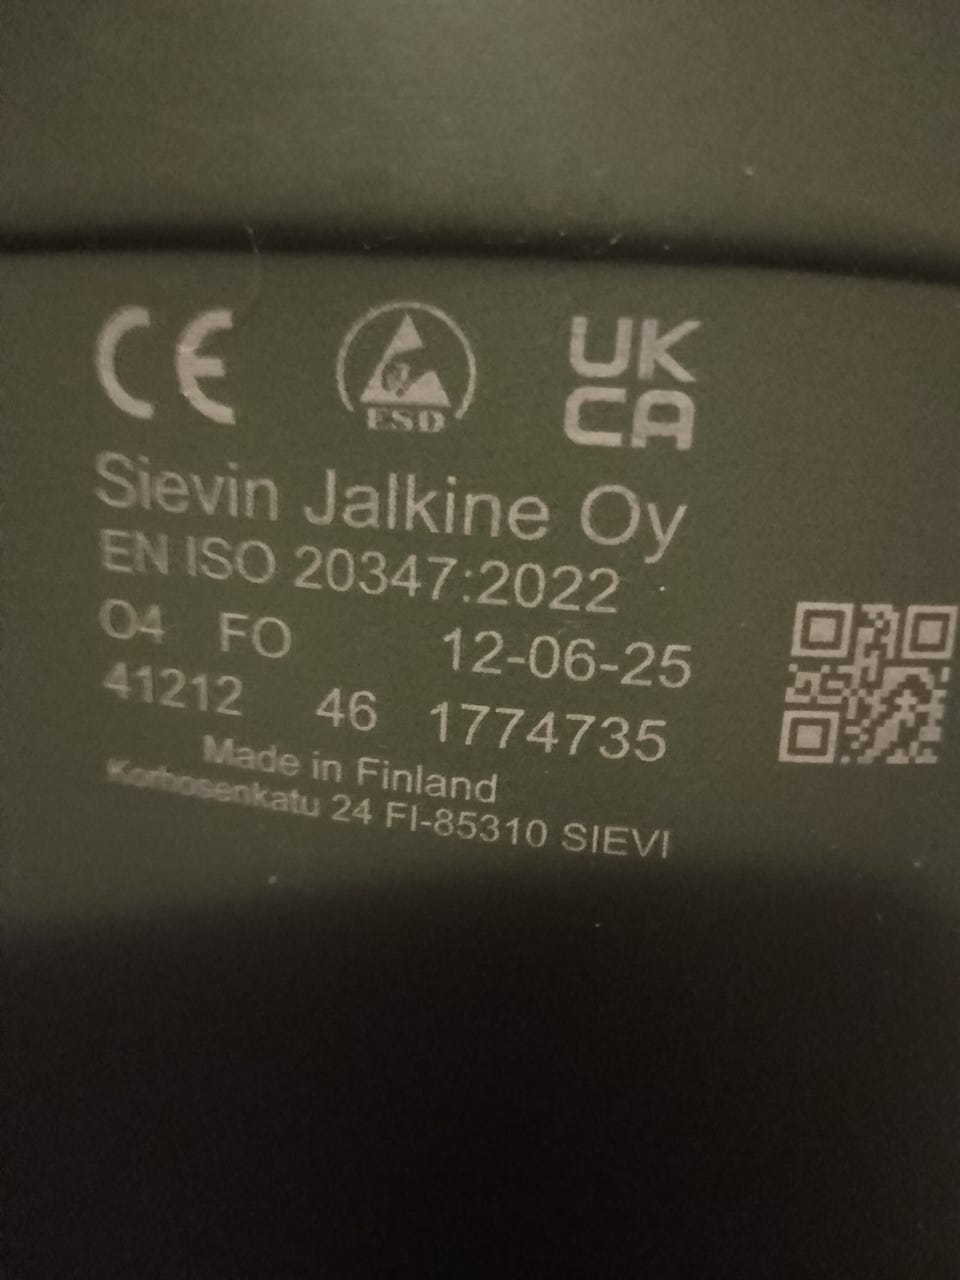 CE ESD UK
CA
Sievin Jalkine Oy
EN ISO 20347:2022
O4 FO 12-06-25
41212 46 1774735
Made in Finland
Korhosenkatu 24 FI-85310 SIEVI